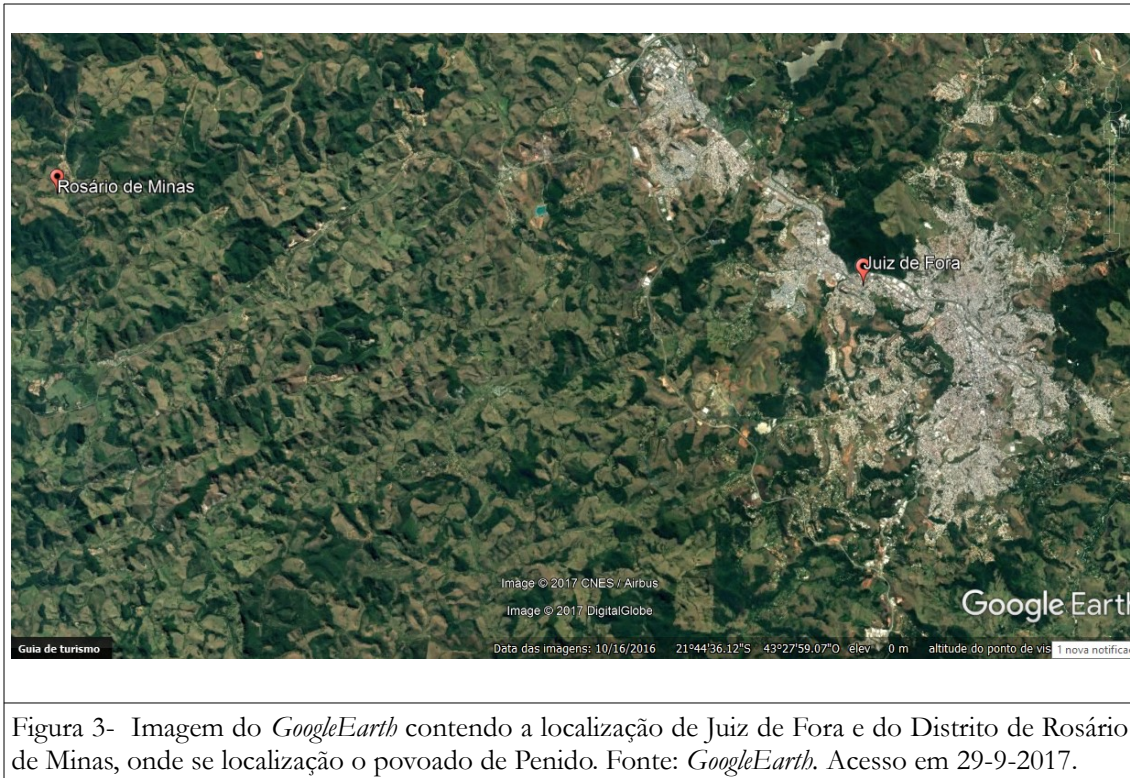 Rosário de Minas
Juiz de Fora
Image © 2017 CNES / Airbus
Image © 2017 DigitalGlobe
Google Earth
Guia de turismo
Data das imagens: 10/16/2016 21°44'36.12"S 43°27'59.07"O élev 0 m altitude do ponto de vis
1 nova notificaç
Figura 3- Imagem do GoogleEarth contendo a localização de Juiz de Fora e do Distrito de Rosário
de Minas, onde se localização o povoado de Penido. Fonte: GoogleEarth. Acesso em 29-9-2017.